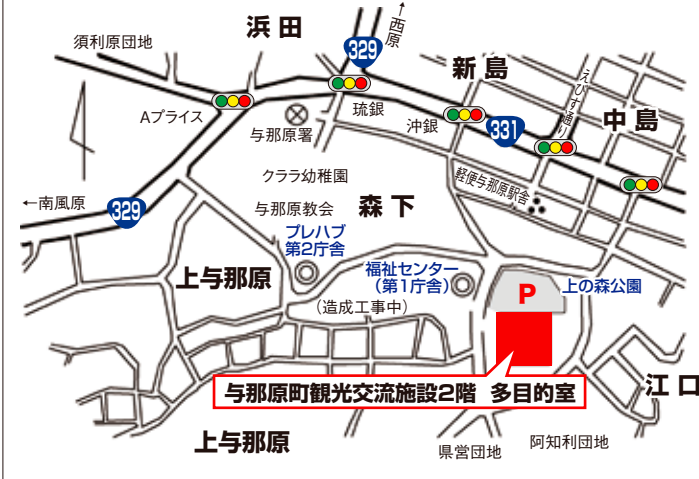 浜田
↑西原
須利原団地
329
新島
えびす通り
Aプライス
琉銀
中島
与那原署
沖銀
331
クララ幼稚園
軽便与那原駅舎
←南風原
329
与那原教会
森下
プレハブ
第2庁舎
上与那原
福祉センター
(第1庁舎)
P
上の森公園
(造成工事中)
与那原町観光交流施設2階 多目的室
江口
上与那原
県営団地
阿知利団地